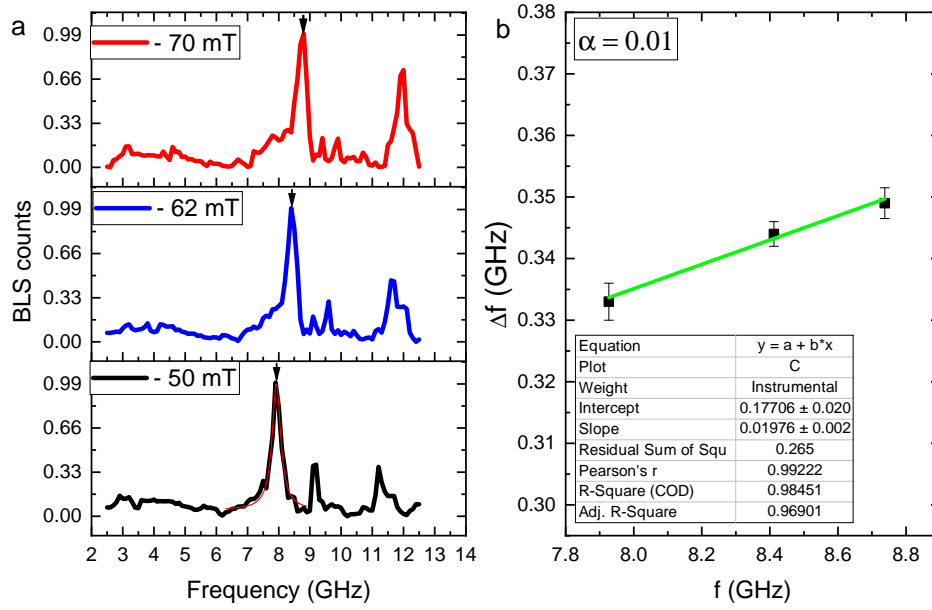 a
- 70 mT
0.99
0.66
0.33
0.00
- 62 mT
0.99
0.66
0.33
0.00
- 50 mT
0.99
0.66
0.33
0.00
BLS counts
2 3 4 5 6 7 8 9 10 11 12 13 14
Frequency (GHz)
b
α = 0.01
0.38
0.37
0.36
0.35
0.34
0.33
0.32
0.31
0.30
Δf (GHz)
Equation y = a + b*x
Plot C
Weight Instrumental
Intercept 0.17706 ± 0.020
Slope 0.01976 ± 0.002
Residual Sum of Squ 0.265
Pearson's r 0.99222
R-Square (COD) 0.98451
Adj. R-Square 0.96901
7.8 8.0 8.2 8.4 8.6 8.8
f (GHz)